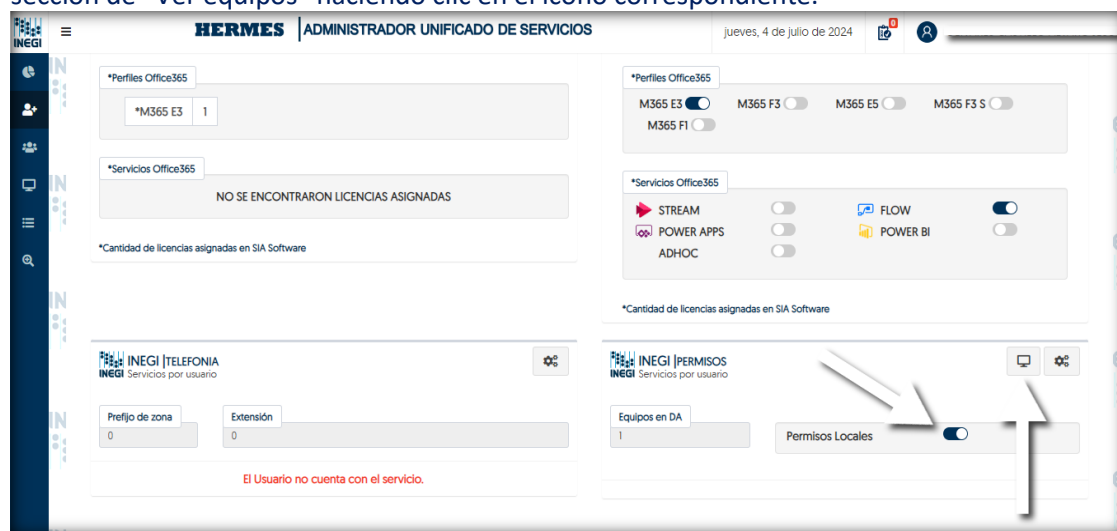 sección de "Ver equipos" haciendo clic en el icono correspondiente.
INEGI
HERMES | ADMINISTRADOR UNIFICADO DE SERVICIOS
jueves, 4 de julio de 2024
0
*Perfiles Office365
*M365 E3 1
*Servicios Office365
NO SE ENCONTRARON LICENCIAS ASIGNADAS
*Cantidad de licencias asignadas en SIA Software
*Perfiles Office365
M365 E3 M365 F3 M365 E5 M365 F3 S
M365 F1
*Servicios Office365
STREAM FLOW
POWER APPS POWER BI
ADHOC
*Cantidad de licencias asignadas en SIA Software
INEGI |TELEFONIA
INEGI Servicios por usuario
Prefijo de zona Extensión
0 0
El Usuario no cuenta con el servicio.
INEGI |PERMISOS
INEGI Servicios por usuario
Equipos en DA
1 Permisos Locales